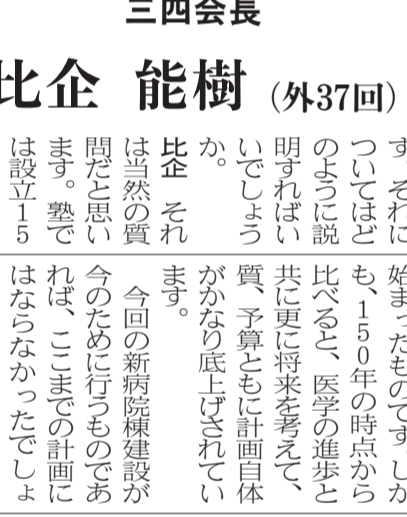 三四会長
比企 能樹（外37回）
す。それに
ついてはど
のように説
明すればい
いでしょう
か。
比企　それ
は当然の質
問だと思い
ます。塾で
は設立１５
始まったものです。しか
も、１５０年の時点から
比べると、医学の進歩と
共に更に将来を考えて、
質、予算ともに計画自体
がかなり底上げされてい
ます。
　今回の新病院棟建設が
今のために行うものであ
れば、ここまでの計画に
はならなかったでしょ